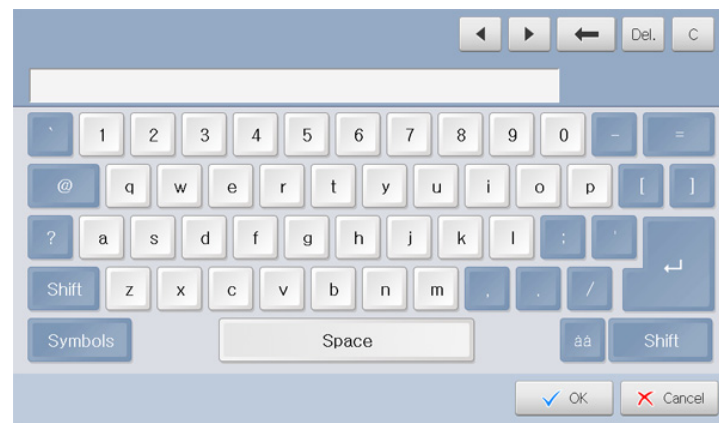 Del. C
` 1 2 3 4 5 6 7 8 9 0 - =
@ q w e r t y u i o p [ ]
? a s d f g h j k l ; '
Shift z x c v b n m , . /
Symbols Space áà Shift
OK Cancel